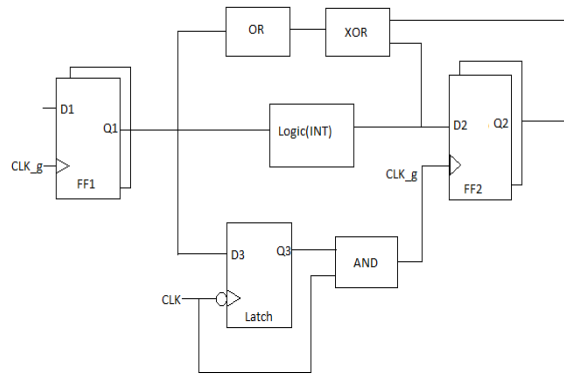 OR
XOR
D1
Q1
CLK_g
FF1
Logic(INT)
D2
Q2
CLK_g
FF2
D3
Q3
AND
CLK
Latch